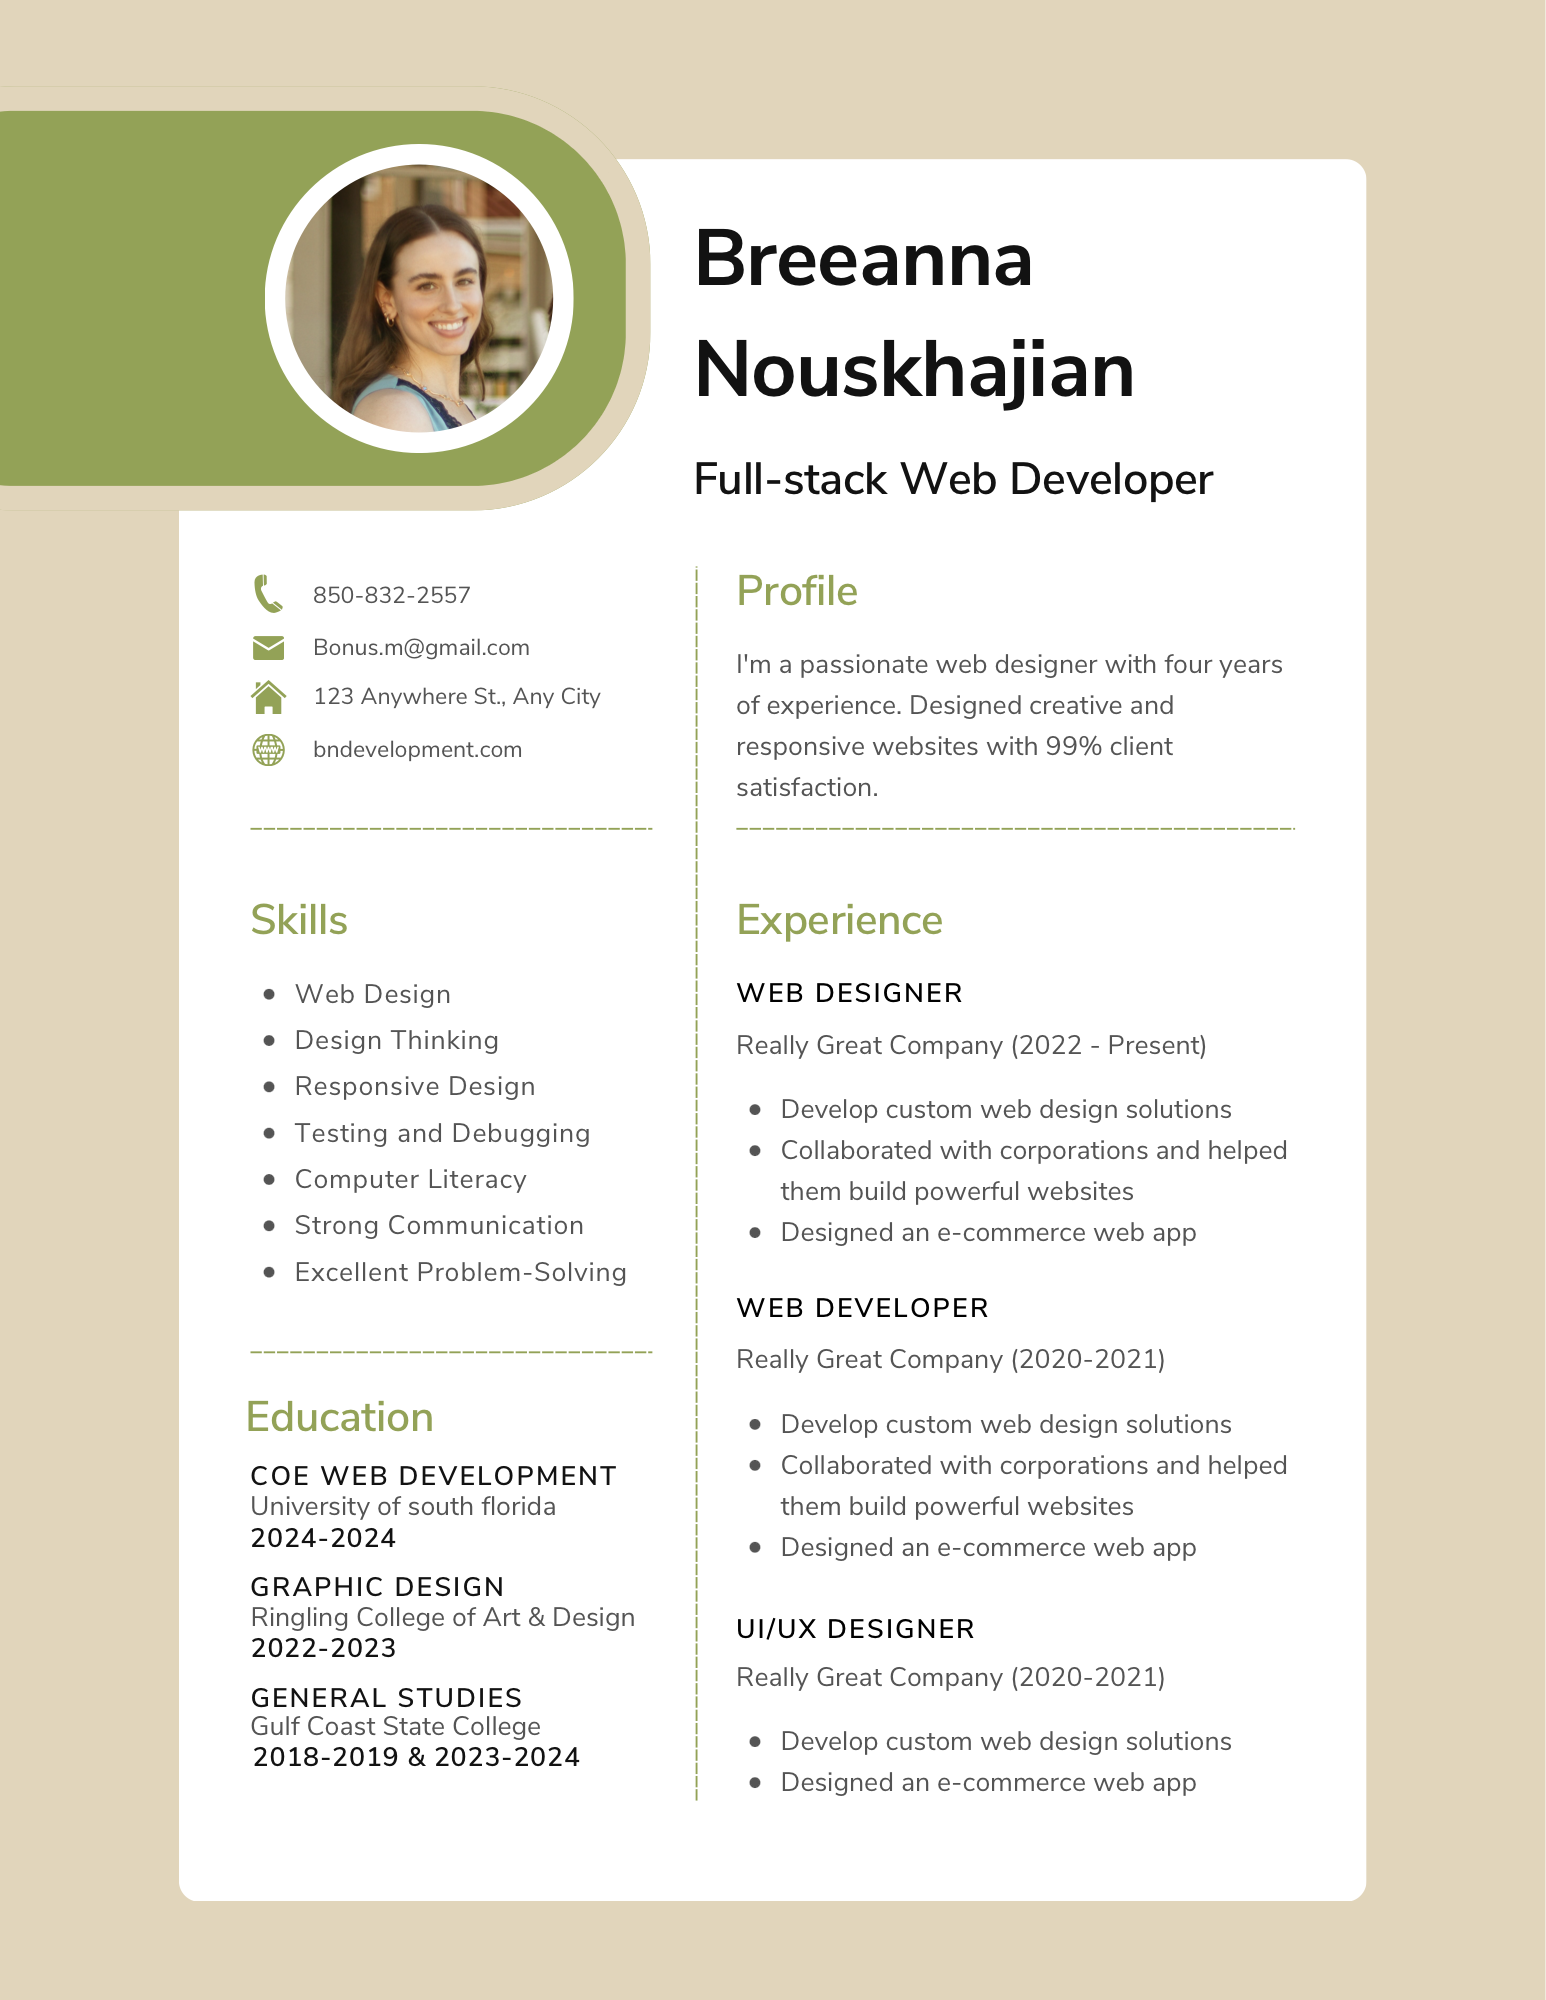 Breeanna
Nouskhajian
Full-stack Web Developer
850-832-2557
Bonus.m@gmail.com
123 Anywhere St., Any City
bndevelopment.com
Skills
Web Design
Design Thinking
Responsive Design
Testing and Debugging
Computer Literacy
Strong Communication
Excellent Problem-Solving
Education
COE WEB DEVELOPMENT
University of south florida
2024-2024
GRAPHIC DESIGN
Ringling College of Art & Design
2022-2023
GENERAL STUDIES
Gulf Coast State College
2018-2019 & 2023-2024
Profile
I'm a passionate web designer with four years
of experience. Designed creative and
responsive websites with 99% client
satisfaction.
Experience
WEB DESIGNER
Really Great Company (2022 - Present)
Develop custom web design solutions
Collaborated with corporations and helped
them build powerful websites
Designed an e-commerce web app
WEB DEVELOPER
Really Great Company (2020-2021)
Develop custom web design solutions
Collaborated with corporations and helped
them build powerful websites
Designed an e-commerce web app
UI/UX DESIGNER
Really Great Company (2020-2021)
Develop custom web design solutions
Designed an e-commerce web app